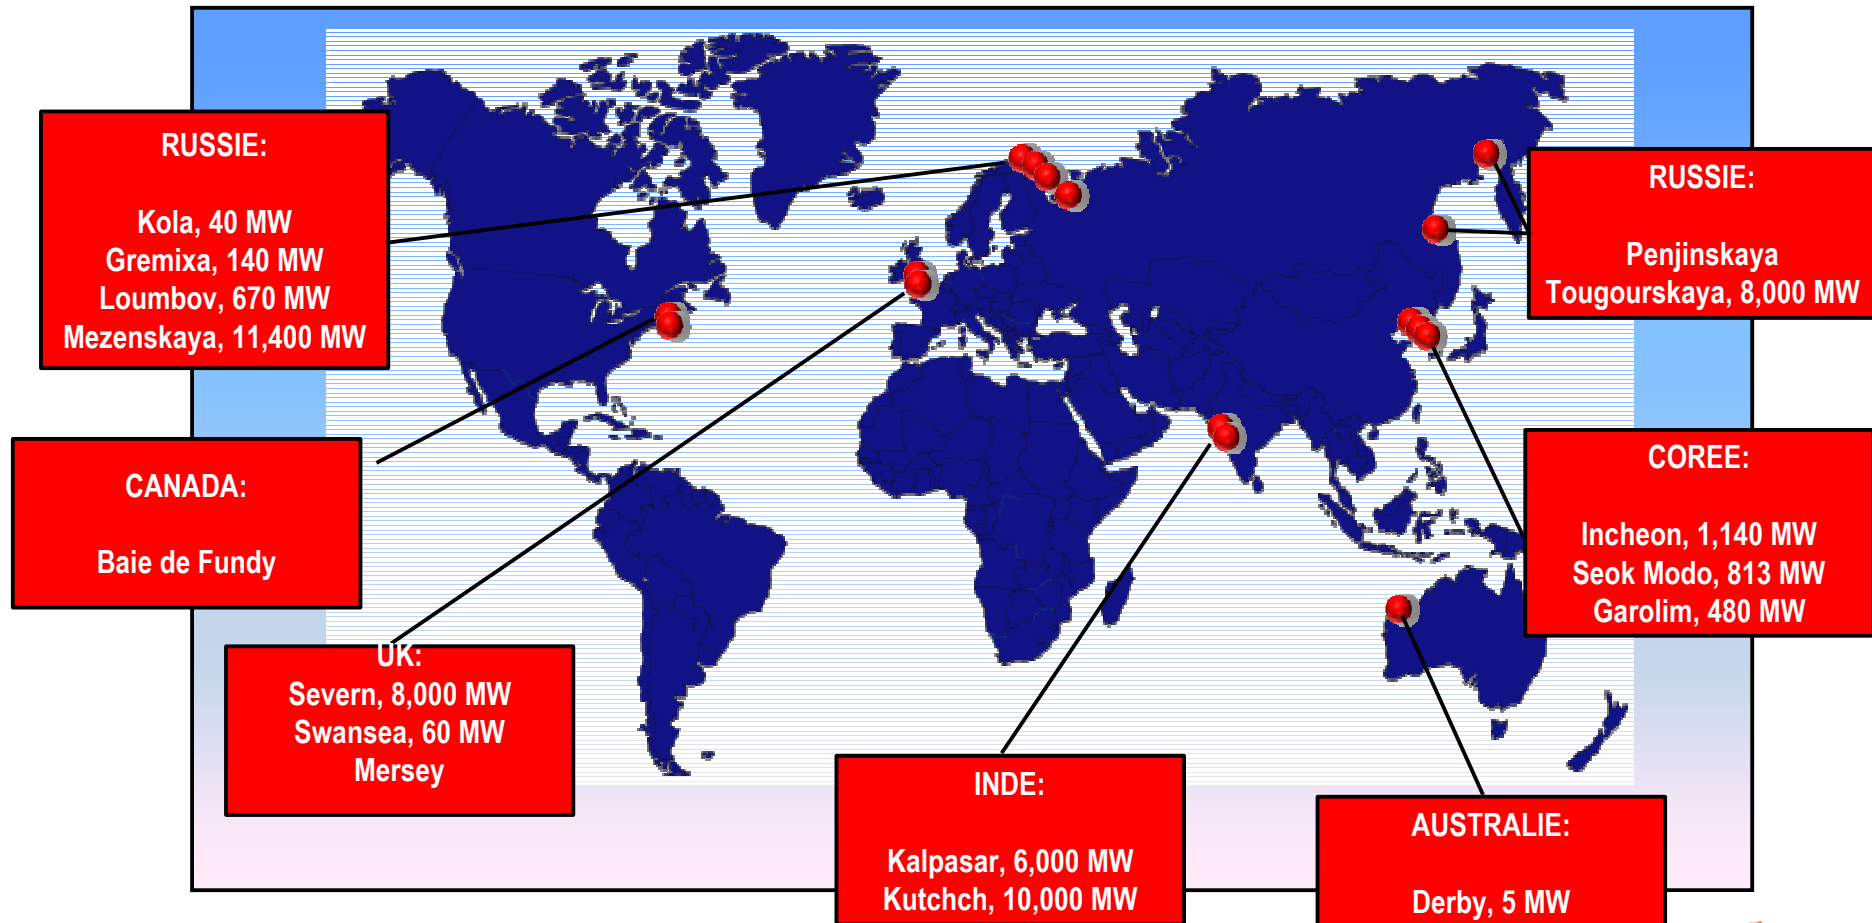 RUSSIE:
Kola, 40 MW
Gremixa, 140 MW
Loumbov, 670 MW
Mezenskaya, 11,400 MW
RUSSIE:
Penjinskaya
Tougourskaya, 8,000 MW
CANADA:
Baie de Fundy
COREE:
Incheon, 1,140 MW
Seok Modo, 813 MW
Garolim, 480 MW
UK:
Severn, 8,000 MW
Swansea, 60 MW
Mersey
INDE:
Kalpasar, 6,000 MW
Kutchch, 10,000 MW
AUSTRALIE:
Derby, 5 MW